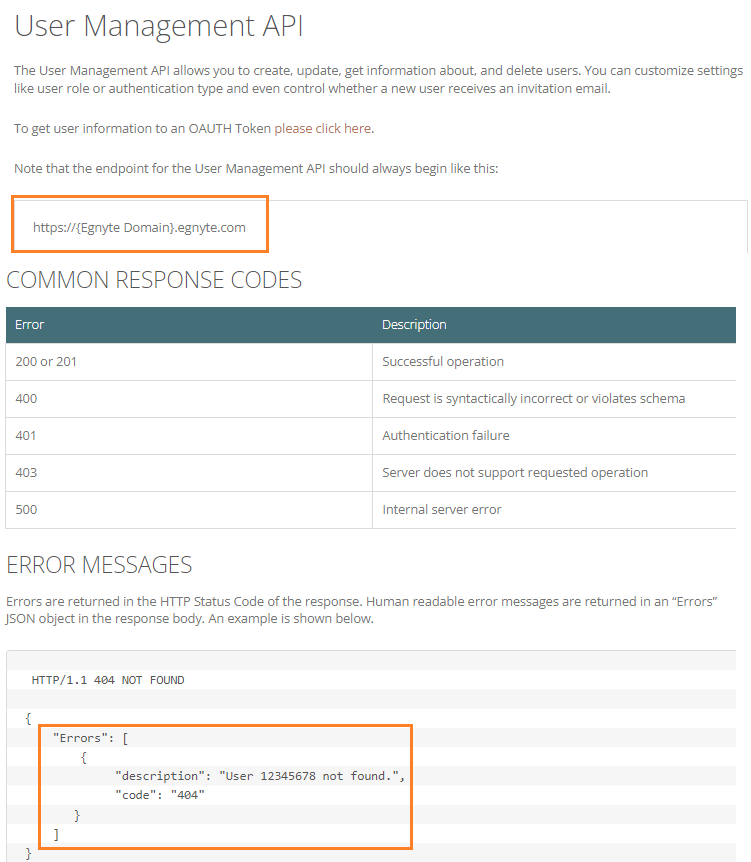 User Management API
The User Management API allows you to create, update, get information about, and delete users. You can customize settings
like user role or authentication type and even control whether a new user receives an invitation email.
To get user information to an OAUTH Token please click here.
Note that the endpoint for the User Management API should always begin like this:
https://{Egnyte Domain}.egnyte.com
COMMON RESPONSE CODES
Error Description
200 or 201 Successful operation
400 Request is syntactically incorrect or violates schema
401 Authentication failure
403 Server does not support requested operation
500 Internal server error
ERROR MESSAGES
Errors are returned in the HTTP Status Code of the response. Human readable error messages are returned in an “Errors”
JSON object in the response body. An example is shown below.
HTTP/1.1 404 NOT FOUND
{
"Errors": [
{
"description": "User 12345678 not found.",
"code": "404"
}
]
}